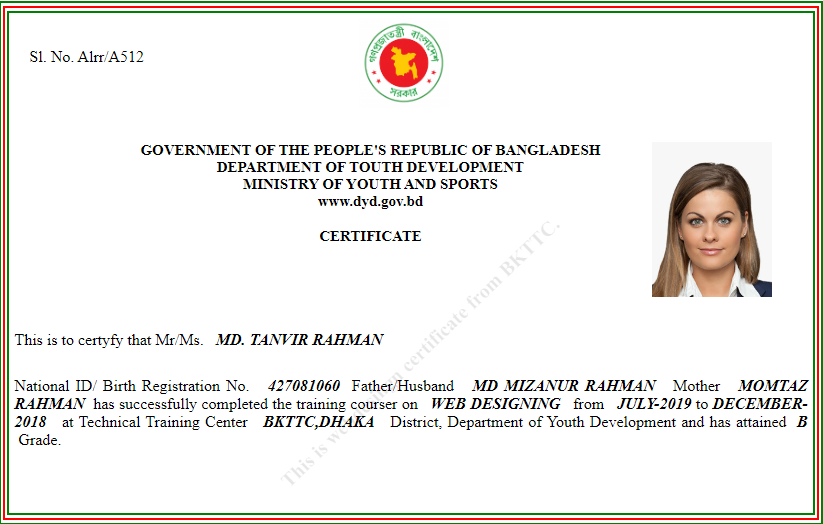 Sl. No. Alrr/A512
গণপ্রজাতন্ত্রী বাংলাদেশ
সরকার
GOVERNMENT OF THE PEOPLE'S REPUBLIC OF BANGLADESH
DEPARTMENT OF TOUTH DEVELOPMENT
MINISTRY OF YOUTH AND SPORTS
www.dyd.gov.bd
CERTIFICATE
This is to certyfy that Mr/Ms. MD. TANVIR RAHMAN
National ID/ Birth Registration No. 427081060 Father/Husband MD MIZANUR RAHMAN Mother MOMTAZ
RAHMAN has successfully completed the training courser on WEB DESIGNING from JULY-2019 to DECEMBER-
2018 at Technical Training Center BKTTC,DHAKA District, Department of Youth Development and has attained B
Grade.
This is we certificate from BKTTC.